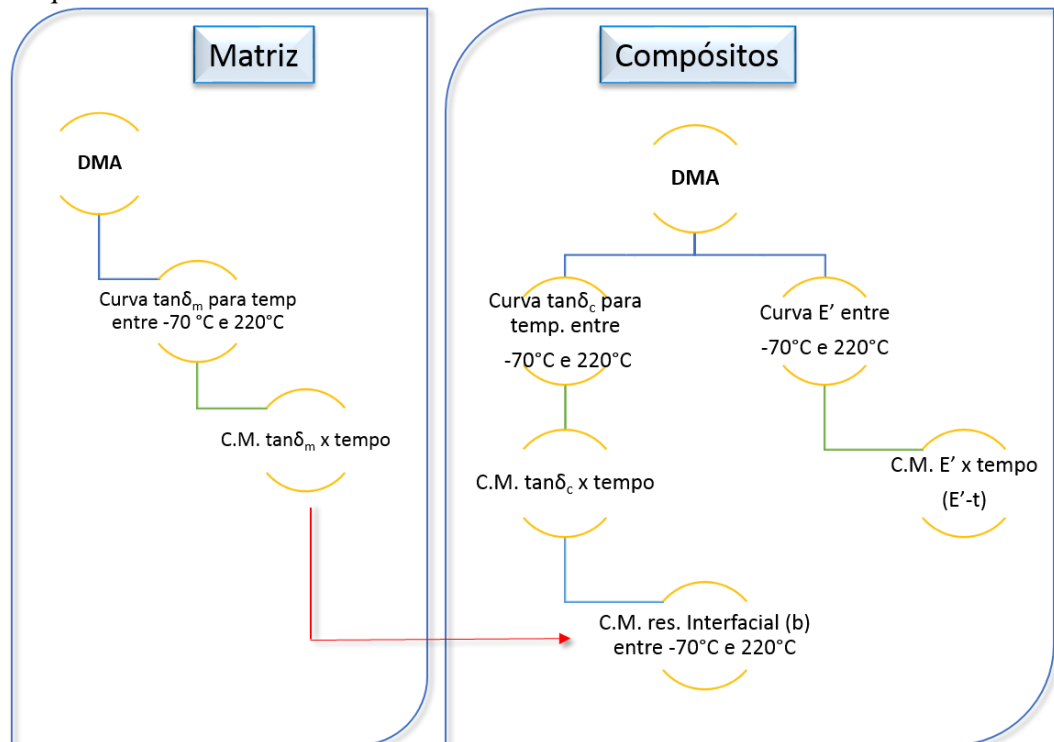 Matriz
DMA
Curva tanδm para temp
entre -70 °C e 220°C
C.M. tanδm x tempo
Compósitos
DMA
Curva tanδc para
temp. entre
-70°C e 220°C
C.M. tanδc x tempo
Curva E’ entre
-70°C e 220°C
C.M. E’ x tempo
(E’-t)
C.M. res. Interfacial (b)
entre -70°C e 220°C